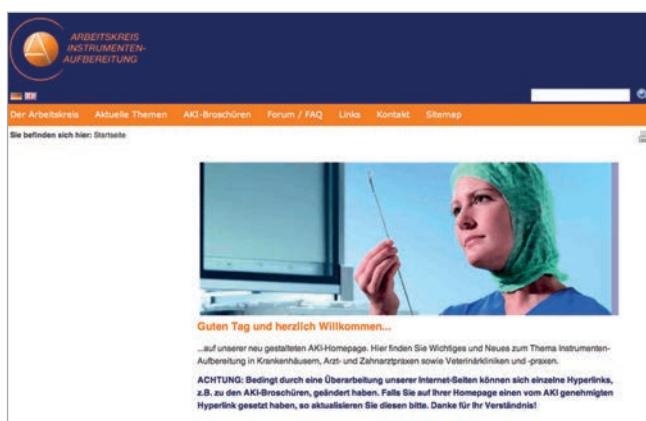 ARBEITSKREIS
INSTRUMENTEN-
AUFBEREITUNG
Der Arbeitskreis Aktuelle Themen AKI-Broschüren Forum / FAQ Links Kontakt Sitemap
Sie befinden sich hier: Startseite
Guten Tag und herzlich Willkommen...
...auf unserer neu gestalteten AKI-Homepage. Hier finden Sie Wichtiges und Neues zum Thema Instrumenten-
Aufbereitung in Krankenhäusern, Arzt- und Zahnarztpraxen sowie Veterinärkliniken und -praxen.
ACHTUNG: Bedingt durch eine Überarbeitung unserer Internet-Seiten können sich einzelne Hyperlinks,
z.B. zu den AKI-Broschüren, geändert haben. Falls Sie auf Ihrer Homepage einen vom AKI genehmigten
Hyperlink gesetzt haben, so aktualisieren Sie diesen bitte. Danke für Ihr Verständnis!